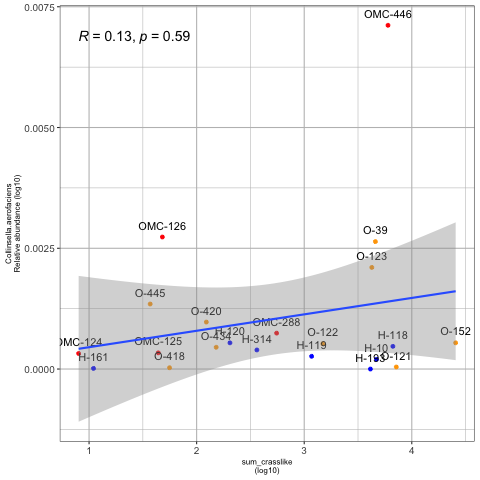 0.0075
0.0050
0.0025
0.0000
Collinsella.aerofaciens
Relative abundance (log10)
R = 0.13, p = 0.59
OMC-446
OMC-126
O-39
O-123
O-445
O-420
OMC-288
H-120
O-434
H-314
OMC-124
OMC-125
H-161
O-418
O-122
H-119
H-118
H-10
H-193
O-121
O-152
1
2
3
4
sum_crasslike
(log10)